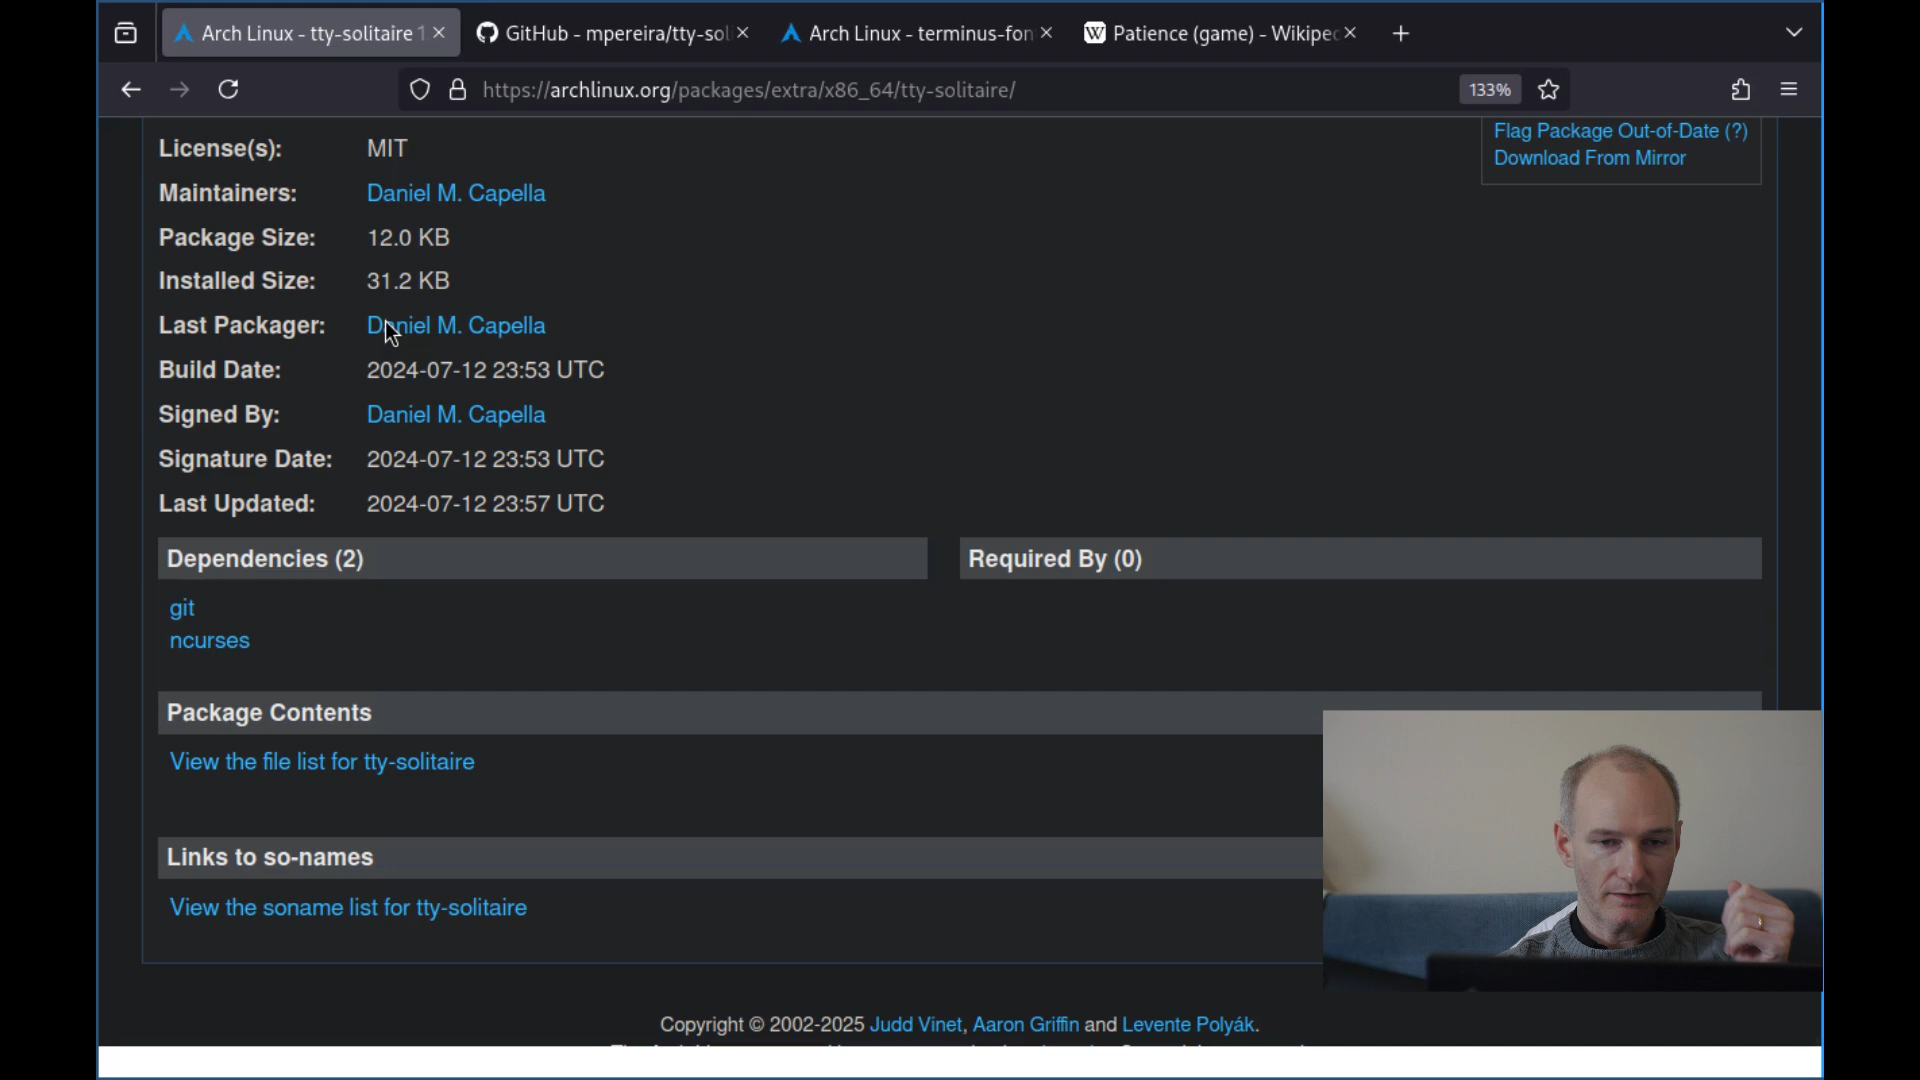 Arch Linux - tty-solitaire 1
GitHub - mpereira/tty-sol
Arch Linux - terminus-fon
W Patience (game) - Wikiped
https://archlinux.org/packages/extra/x86_64/tty-solitaire/
133%
License(s): MIT
Flag Package Out-of-Date (?)
Download From Mirror
Maintainers: Daniel M. Capella
Package Size: 12.0 KB
Installed Size: 31.2 KB
Last Packager: Daniel M. Capella
Build Date: 2024-07-12 23:53 UTC
Signed By: Daniel M. Capella
Signature Date: 2024-07-12 23:53 UTC
Last Updated: 2024-07-12 23:57 UTC
Dependencies (2)
Required By (0)
git
ncurses
Package Contents
View the file list for tty-solitaire
Links to so-names
View the soname list for tty-solitaire
Copyright © 2002-2025 Judd Vinet, Aaron Griffin and Levente Polyák.